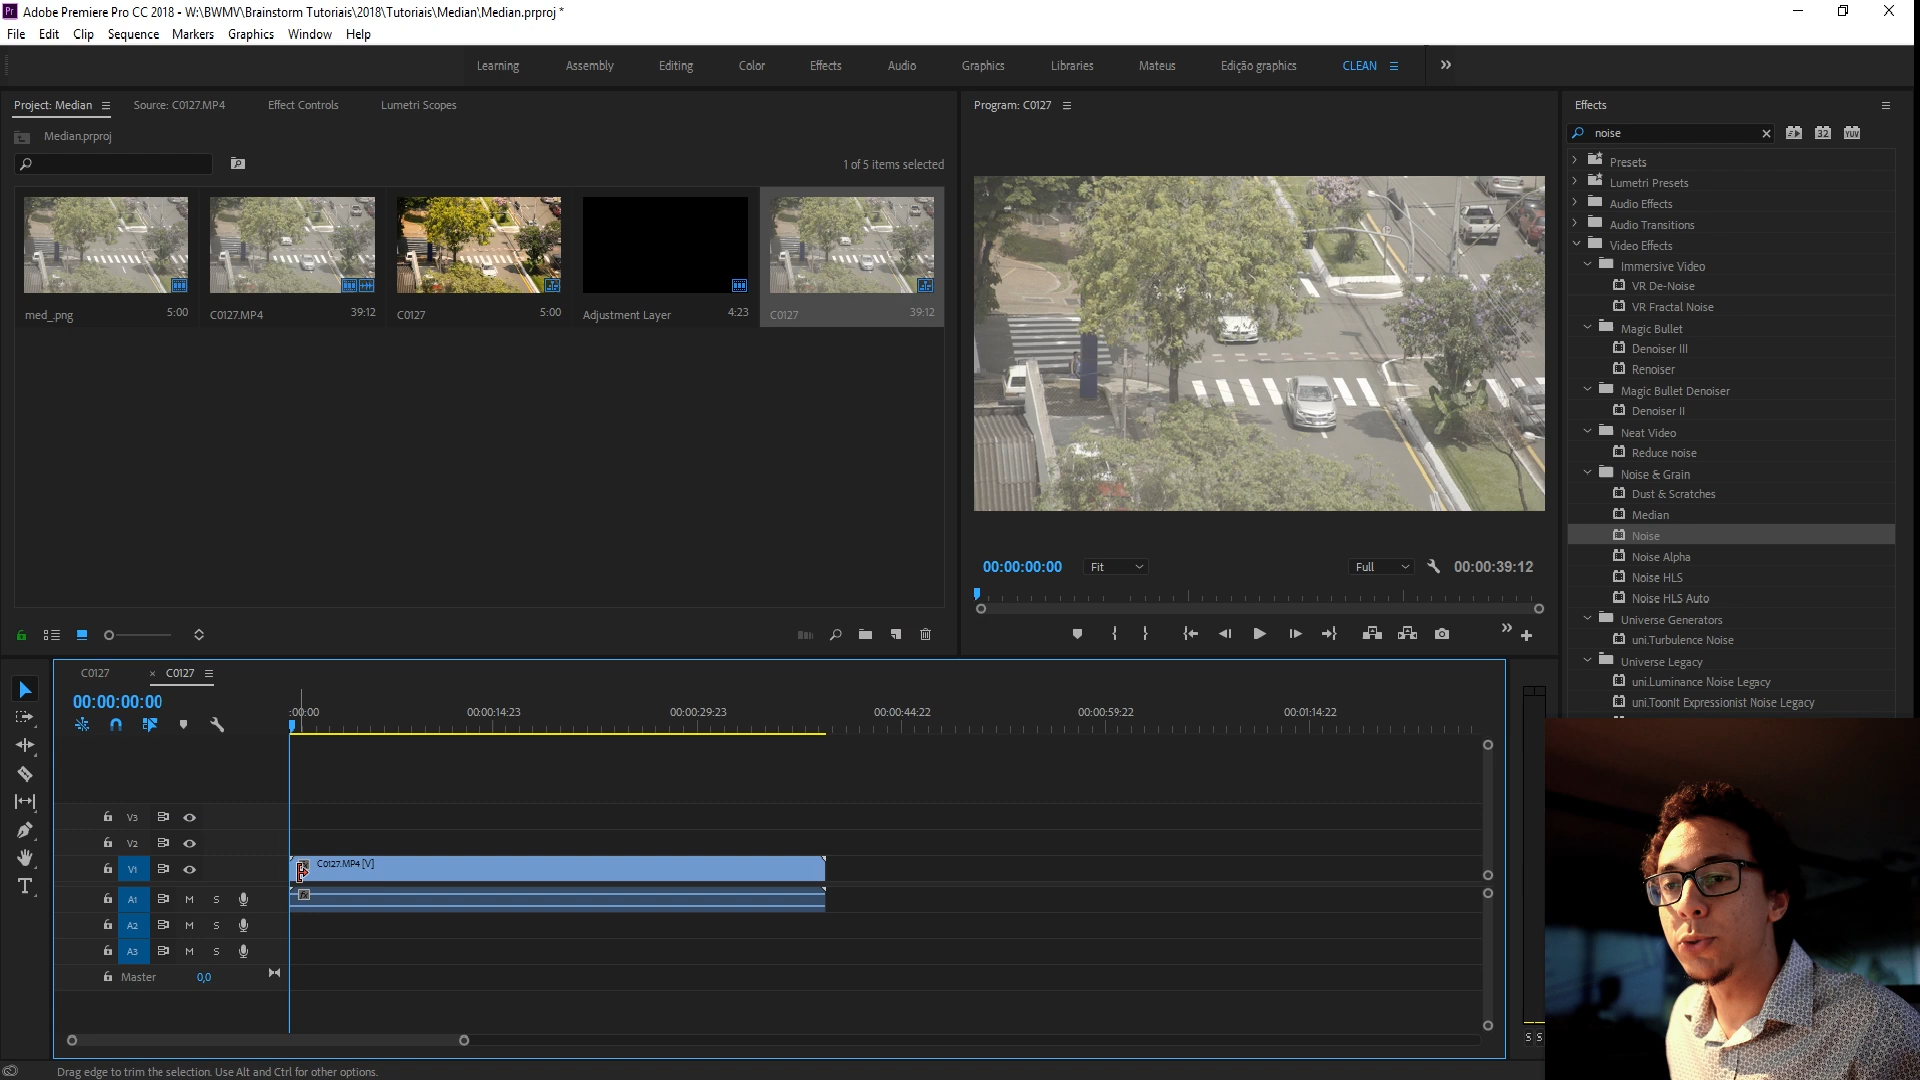 Pr Adobe Premiere Pro CC 2018 - W:\BWMV\Brainstorm Tutoriais\2018\Tutoriais\Median\Median.prproj *
File Edit Clip Sequence Markers Graphics Window Help
Learning Assembly Editing Color Effects Audio Graphics Libraries Mateus Edição graphics CLEAN
Project: Median Source: C0127.MP4 Effect Controls Lumetri Scopes
Median.prproj
1 of 5 items selected
med_.png 5:00
C0127.MP4 39:12
C0127 5:00
Adjustment Layer 4:23
C0127 39:12
Program: C0127
00:00:00:00 Fit Full 00:00:39:12
Effects
noise
32 YUV
Presets
Lumetri Presets
Audio Effects
Audio Transitions
Video Effects
Immersive Video
VR De-Noise
VR Fractal Noise
Magic Bullet
Denoiser III
Renoiser
Magic Bullet Denoiser
Denoiser II
Neat Video
Reduce noise
Noise & Grain
Dust & Scratches
Median
Noise
Noise Alpha
Noise HLS
Noise HLS Auto
Universe Generators
uni.Turbulence Noise
Universe Legacy
uni.Luminance Noise Legacy
uni.ToonIt Expressionist Noise Legacy
C0127 × C0127
00:00:00:00
:00:00 00:00:14:23 00:00:29:23 00:00:44:22 00:00:59:22 00:01:14:22
V3
V2
V1 C0127.MP4 [V]
A1 M S
A2 M S
A3 M S
Master 0,0
S S
T
Drag edge to trim the selection. Use Alt and Ctrl for other options.